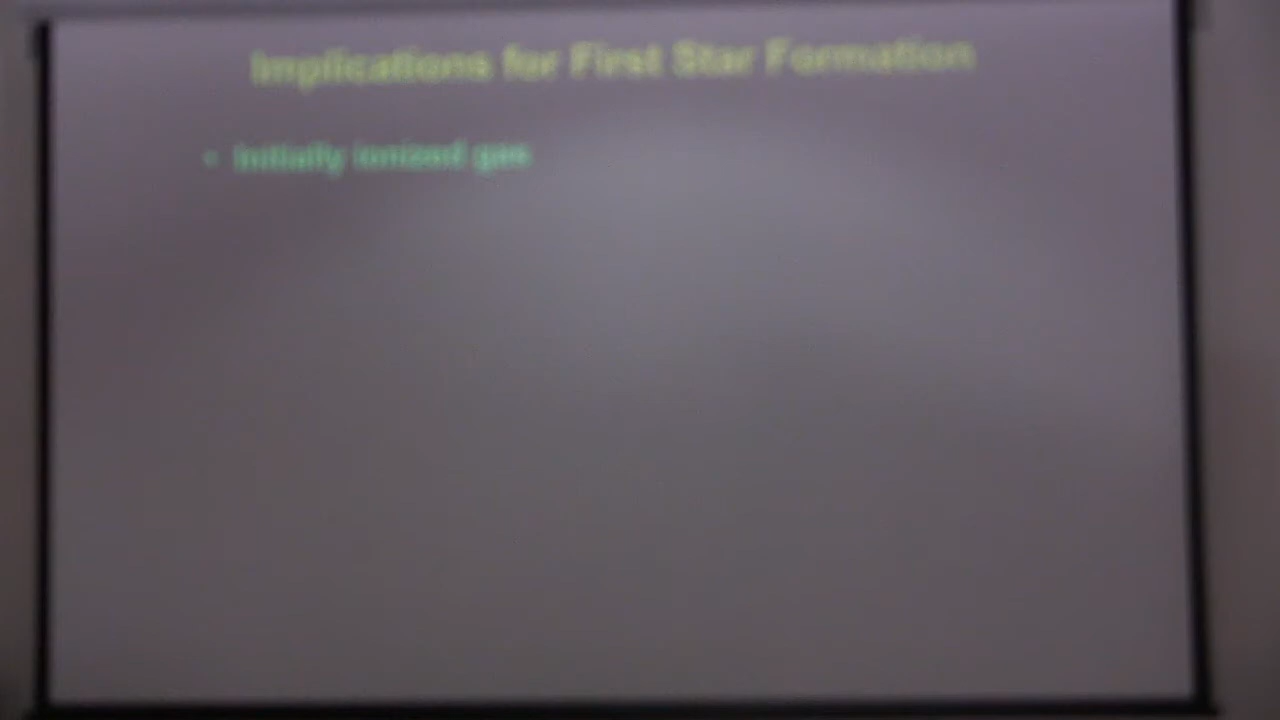 Implications for First Star Formation
• Initially ionized gas